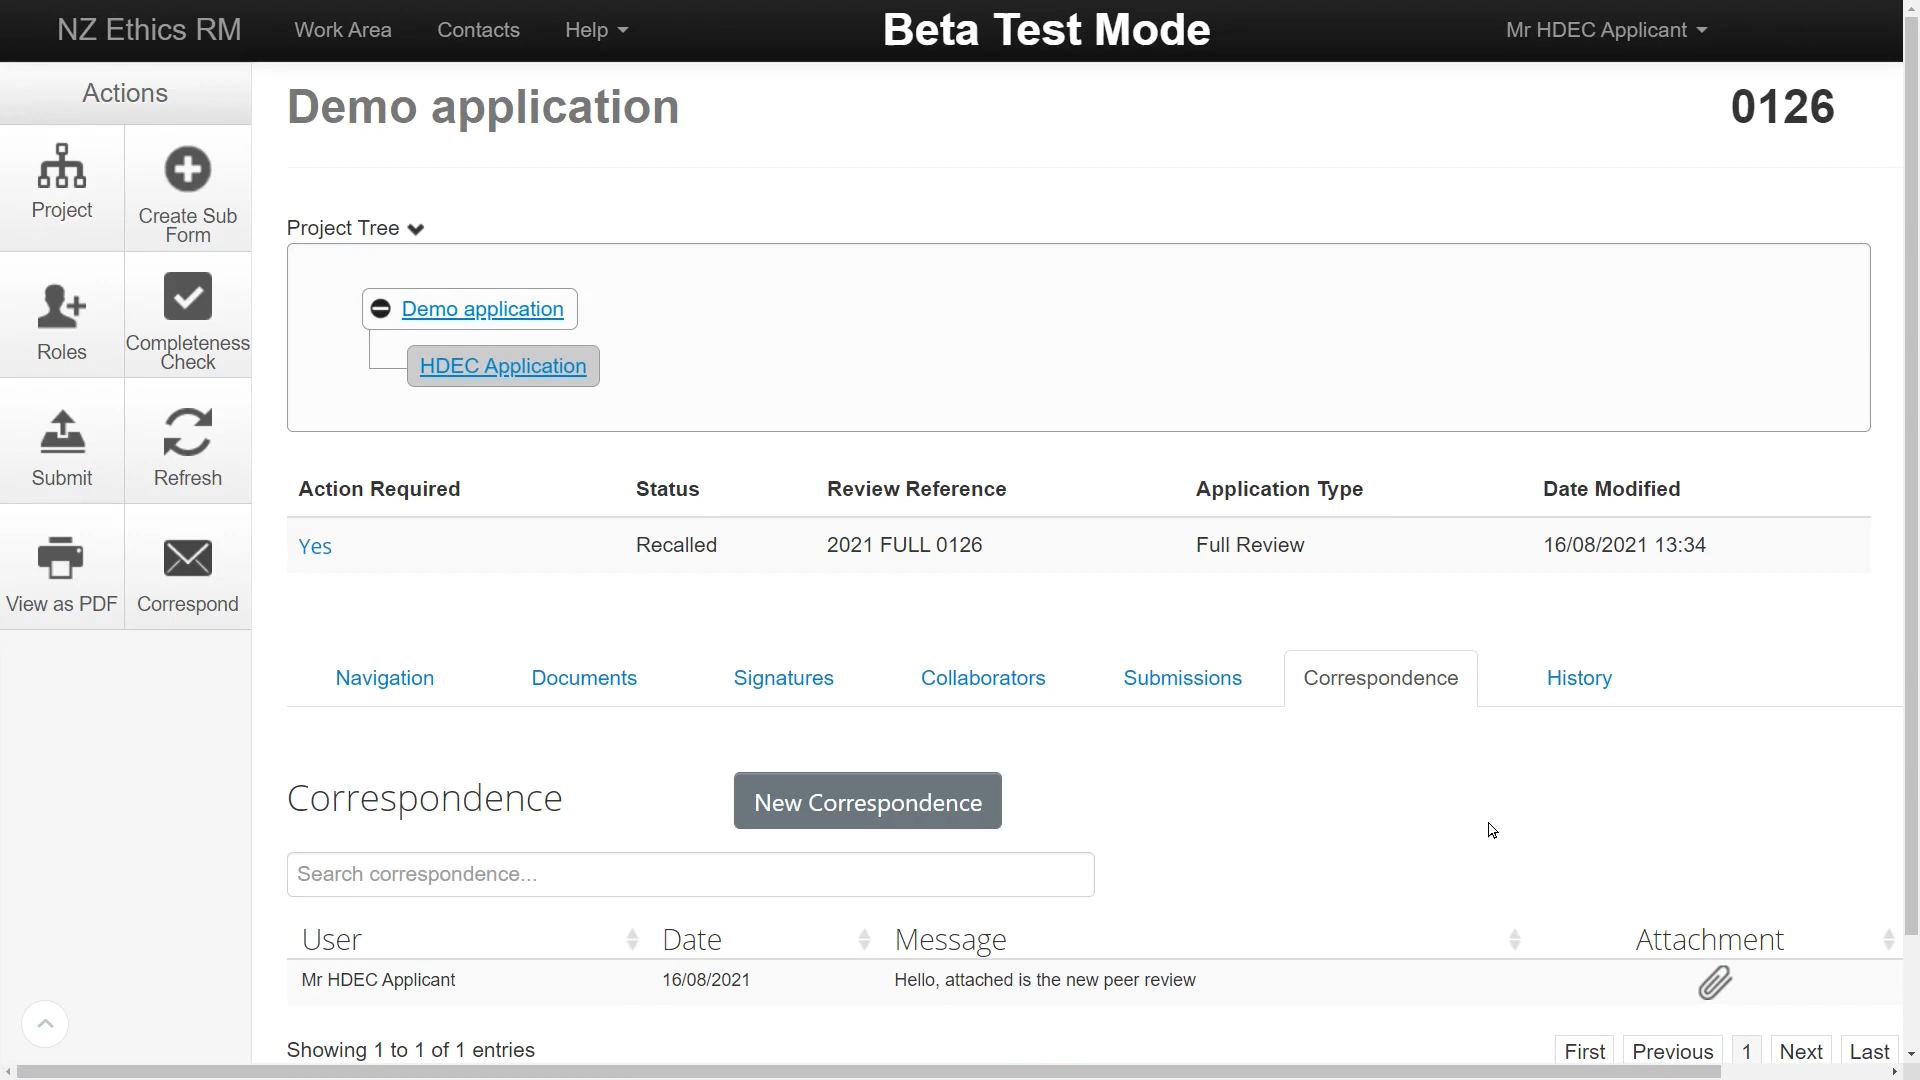 NZ Ethics RM Work Area Contacts Help Beta Test Mode Mr HDEC Applicant
Actions
Project
Create Sub
Form
Roles
Completeness
Check
Submit
Refresh
View as PDF
Correspond
Demo application 0126
Project Tree
Demo application
HDEC Application
Action Required Status Review Reference Application Type Date Modified
Yes Recalled 2021 FULL 0126 Full Review 16/08/2021 13:34
Navigation Documents Signatures Collaborators Submissions Correspondence History
Correspondence New Correspondence
Search correspondence...
User Date Message Attachment
Mr HDEC Applicant 16/08/2021 Hello, attached is the new peer review
Showing 1 to 1 of 1 entries First Previous 1 Next Last